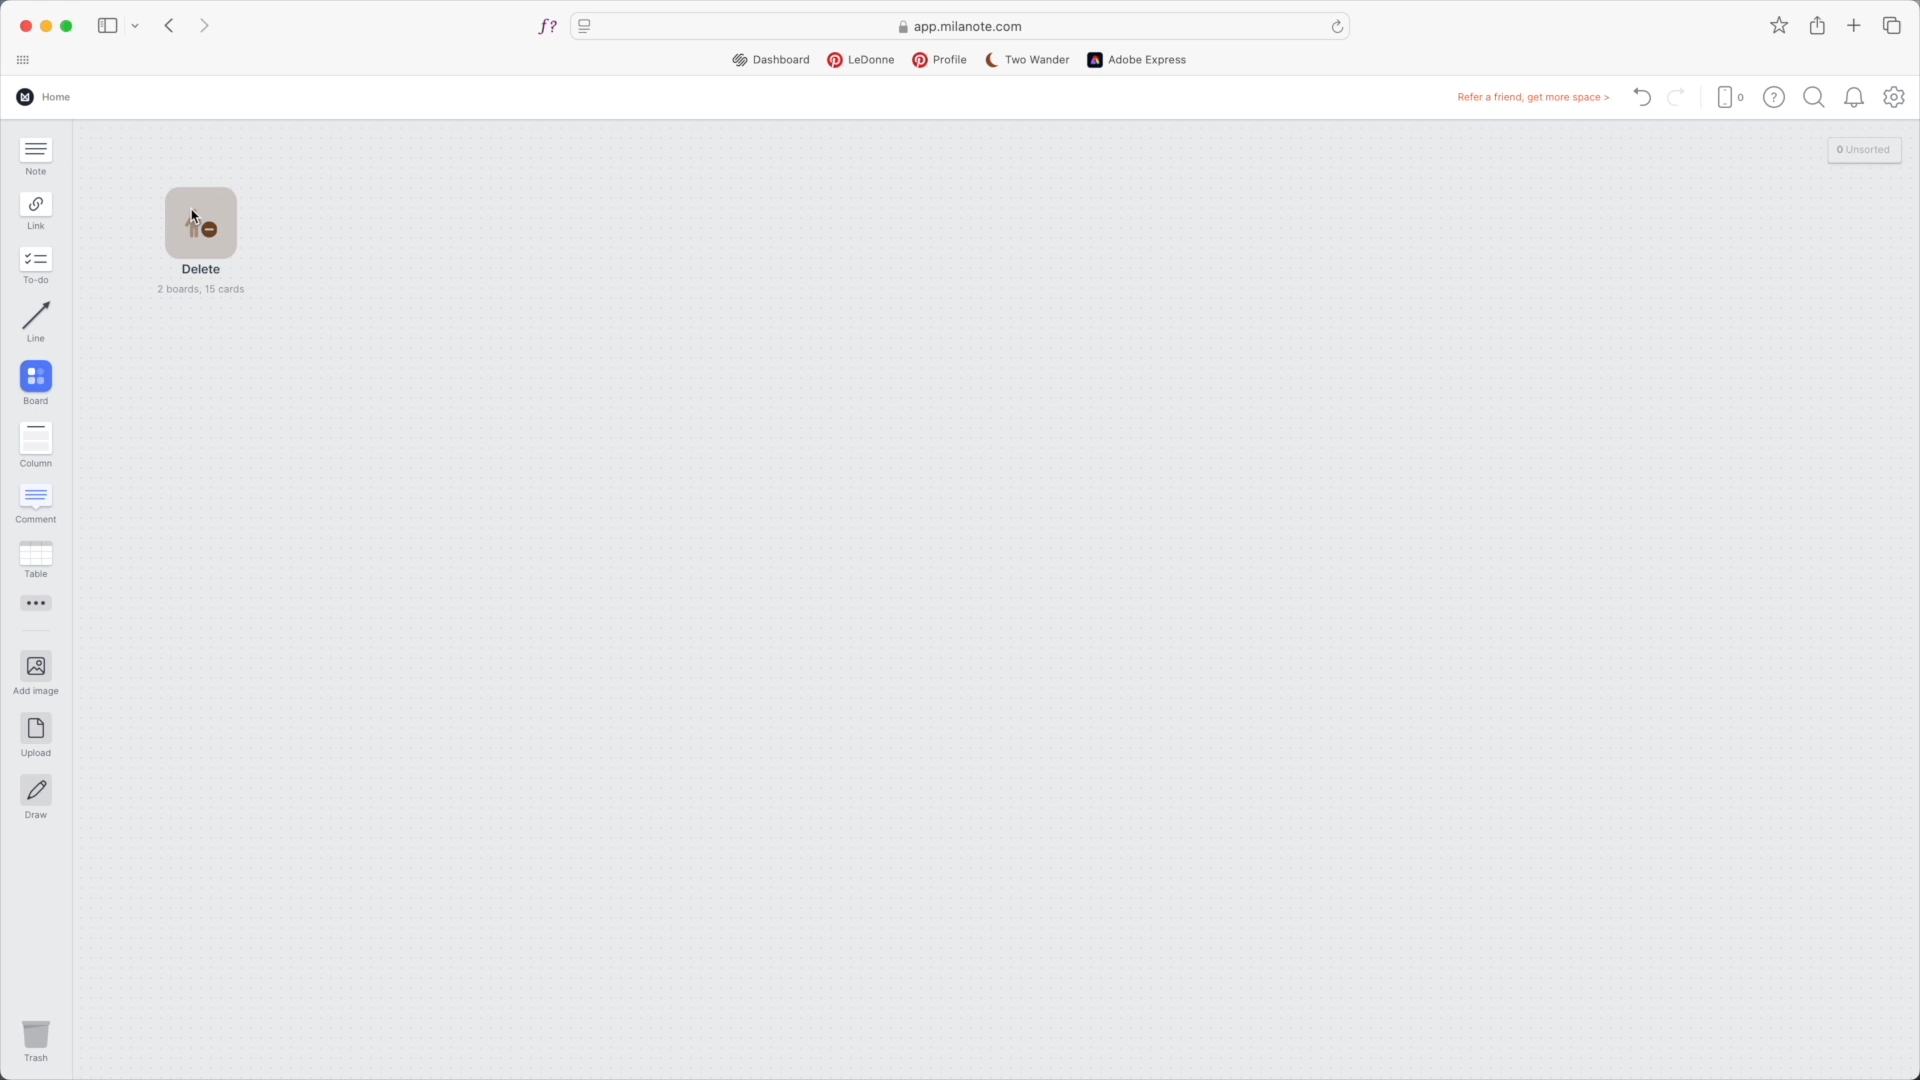 f?
app.milanote.com
Dashboard
LeDonne
Profile
Two Wander
Adobe Express
Home
Refer a friend, get more space >
0
?
0 Unsorted
Note
Link
To-do
Line
Board
Column
Comment
Table
Add image
Upload
Draw
Trash
Delete
2 boards, 15 cards